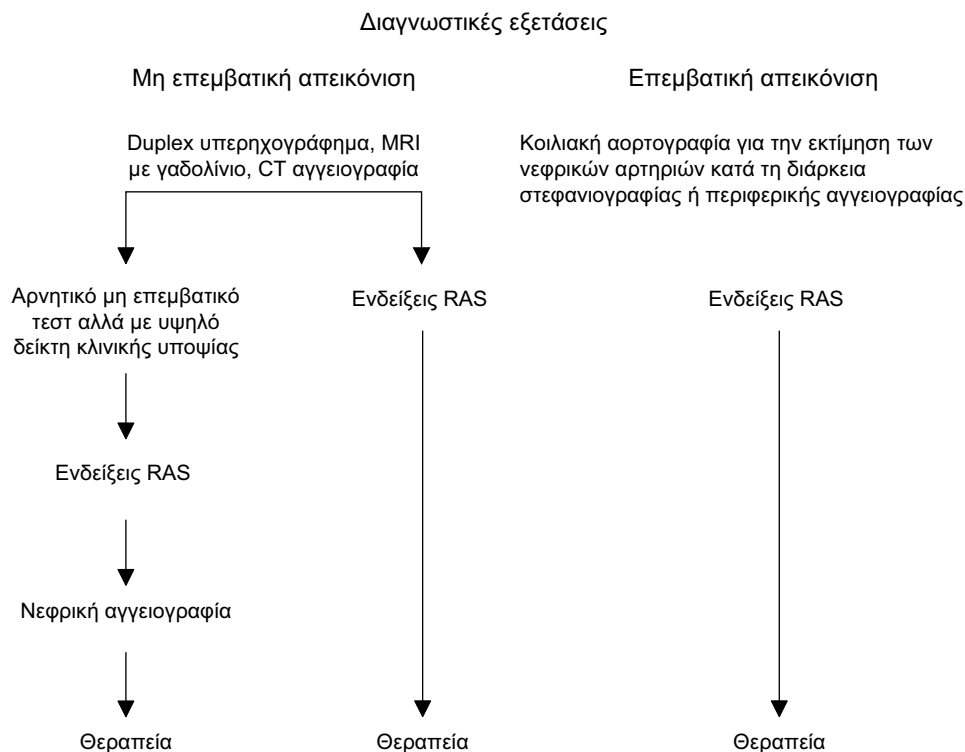 Διαγνωστικές εξετάσεις
Μη επεμβατική απεικόνιση
Επεμβατική απεικόνιση
Duplex υπερηχογράφημα, MRI
με γαδολίνιο, CT αγγειογραφία
Κοιλιακή αορτογραφία για την εκτίμηση των
νεφρικών αρτηριών κατά τη διάρκεια
στεφανιογραφίας ή περιφερικής αγγειογραφίας
Αρνητικό μη επεμβατικό
τεστ αλλά με υψηλό
δείκτη κλινικής υποψίας
Ενδείξεις RAS
Ενδείξεις RAS
Ενδείξεις RAS
Νεφρική αγγειογραφία
Θεραπεία
Θεραπεία
Θεραπεία